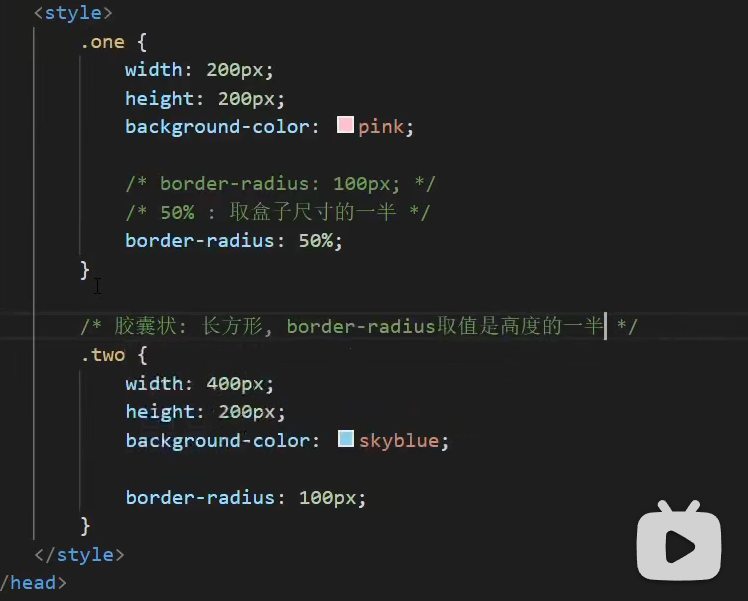 <style>
.one {
width: 200px;
height: 200px;
background-color: pink;
/* border-radius: 100px; */
/* 50% : 取盒子尺寸的一半 */
border-radius: 50%;
}
/* 胶囊状: 长方形, border-radius取值是高度的一半 */
.two {
width: 400px;
height: 200px;
background-color: skyblue;
border-radius: 100px;
}
</style>
/head>